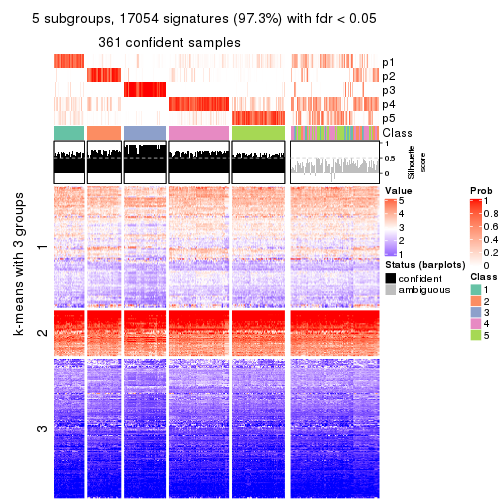 5 subgroups, 17054 signatures (97.3%) with fdr < 0.05
361 confident samples
p1
p2
p3
p4
p5
Class
1
0.5
0
Silhouette
score
k-means with 3 groups
1
2
3
Value
5
4
3
2
1
Status (barplots)
confident
ambiguous
Prob
1
0.8
0.6
0.4
0.2
0
Class
1
2
3
4
5